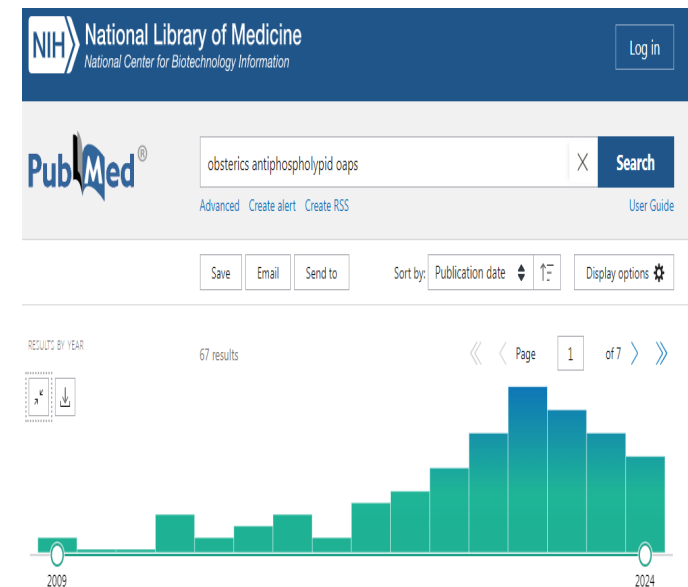 NIH National Library of Medicine
National Center for Biotechnology Information
Log in
PubMed®
obsterics antiphospholypid oaps
Search
Advanced Create alert Create RSS
User Guide
Save Email Send to Sort by: Publication date Display options
RESULTS BY YEAR
67 results
Page 1 of 7
2009
2024